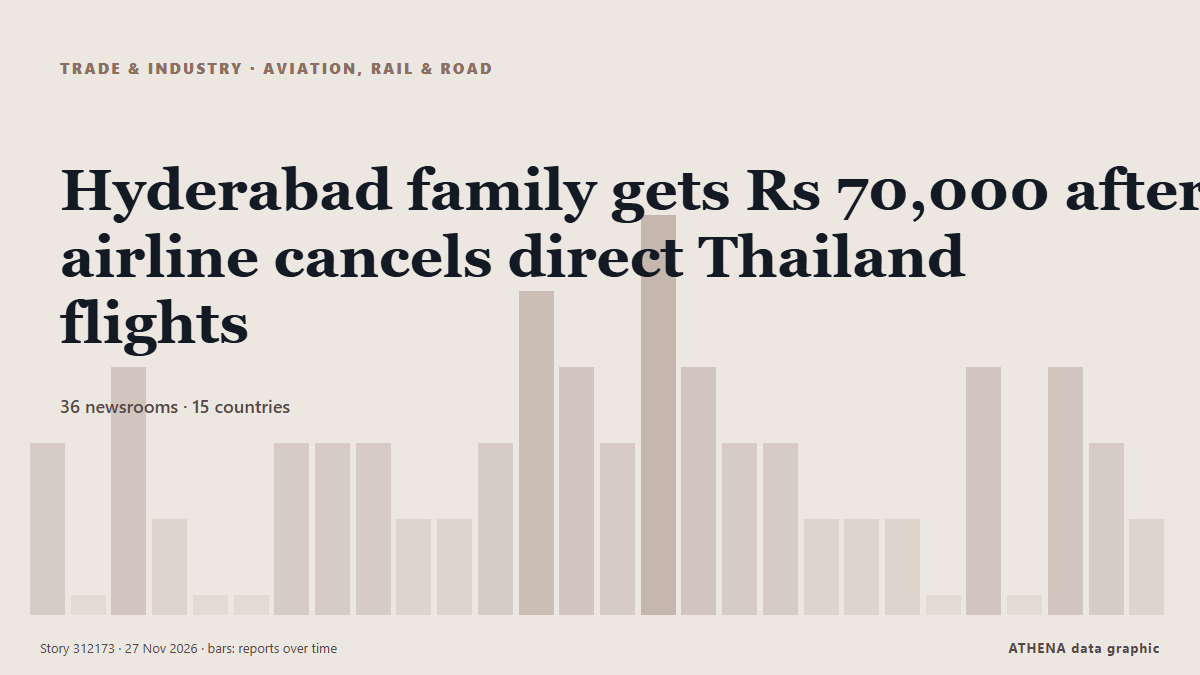 TRADE & INDUSTRY · AVIATION, RAIL & ROAD
Hyderabad family gets Rs 70,000 after
airline cancels direct Thailand
flights
36 newsrooms · 15 countries
Story 312173 · 27 Nov 2026 · bars: reports over time
ATHENA data graphic